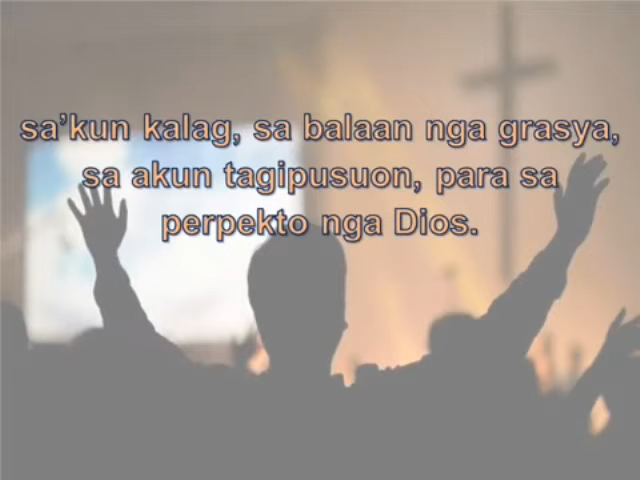 sa'kun kalag, sa balaan nga grasya,
sa akun tagipusuon, para sa
perpekto nga Dios.